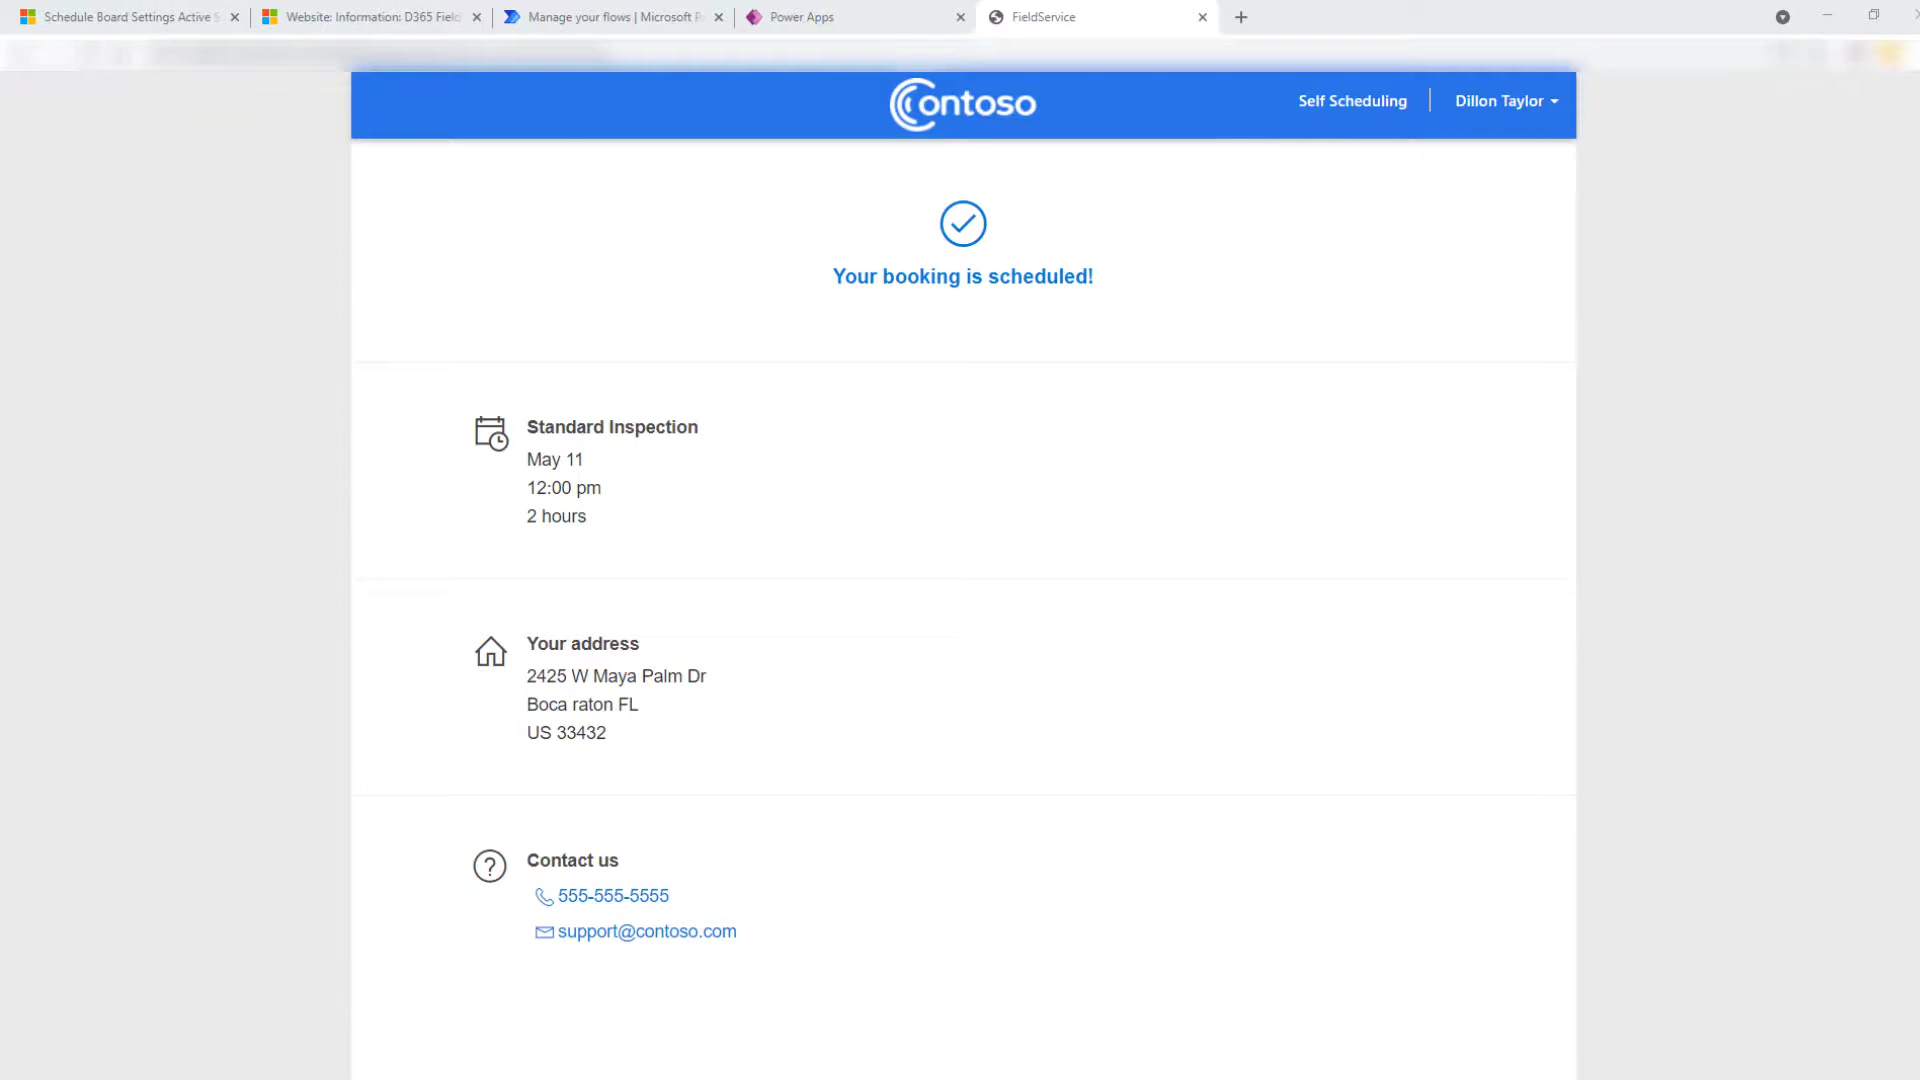 Schedule Board Settings Active S
Website: Information: D365 Field
Manage your flows | Microsoft P
Power Apps
FieldService
Contoso
Self Scheduling
Dillon Taylor
Your booking is scheduled!
Standard Inspection
May 11
12:00 pm
2 hours
Your address
2425 W Maya Palm Dr
Boca raton FL
US 33432
?
Contact us
555-555-5555
support@contoso.com